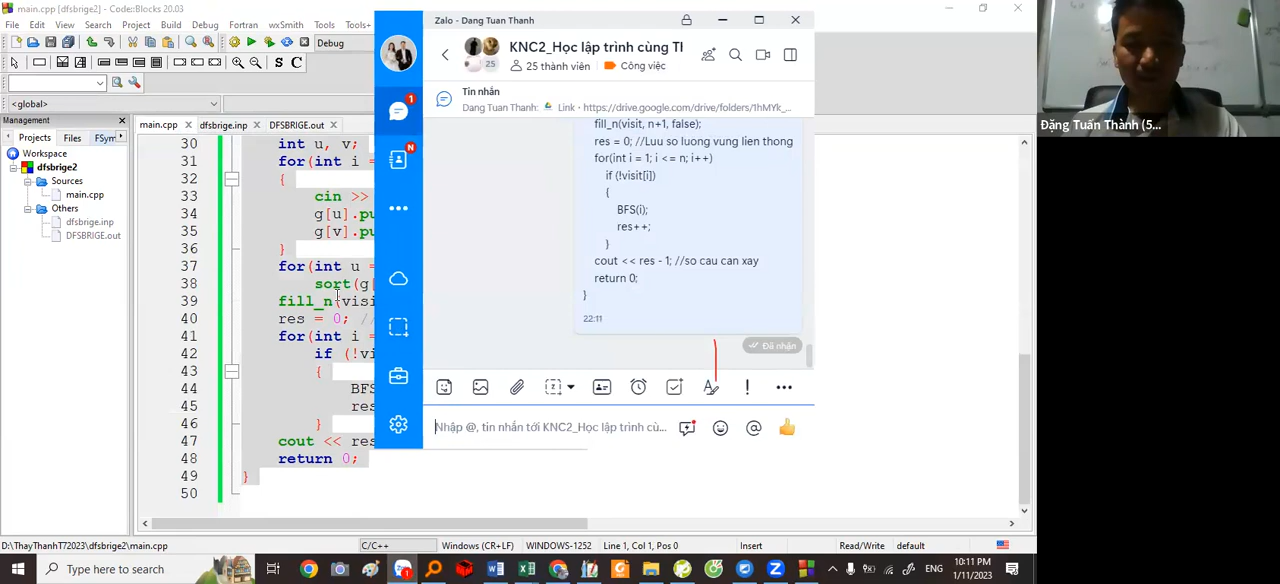 main.cpp [dfsbrige2] - Code::Blocks 20.03
File Edit View Search Project Build Debug Fortran wxSmith Tools Tools+
Debug
S C
<global>
Management
Projects Files FSym
Workspace
dfsbrige2
Sources
main.cpp
Others
dfsbrige.inp
DFSBRIGE.out
main.cpp dfsbrige.inp DFSBRIGE.out
30 int u, v;
31 for(int i =
32 {
33 cin >>
34 g[u].pu
35 g[v].pu
36 }
37 for(int u =
38 sort(g[
39 fill_n(visi
40 res = 0; //
41 for(int i =
42 if (!vi
43 {
44 BFS
45 res
46 }
47 cout << res
48 return 0;
49 }
50
Zalo - Dang Tuan Thanh
KNC2_Học lập trình cùng TI
25
25 thành viên Công việc
1
N
Tin nhắn
Dang Tuan Thanh: Link · https://drive.google.com/drive/folders/1hMYk_...
fill_n(visit, n+1, false);
res = 0; //Luu so luong vung lien thong
for(int i = 1; i <= n; i++)
if (!visit[i])
{
BFS(i);
res++;
}
cout << res - 1; //so cau can xay
return 0;
}
22:11
Đã nhận
Nhập @, tin nhắn tới KNC2_Học lập trình cù...
Đặng Tuấn Thành (5...
D:\ThayThanhT72023\dfsbrige2\main.cpp C/C++ Windows (CR+LF) WINDOWS-1252 Line 1, Col 1, Pos 0 Insert Read/Write default
Type here to search
ENG
10:11 PM
1/11/2023